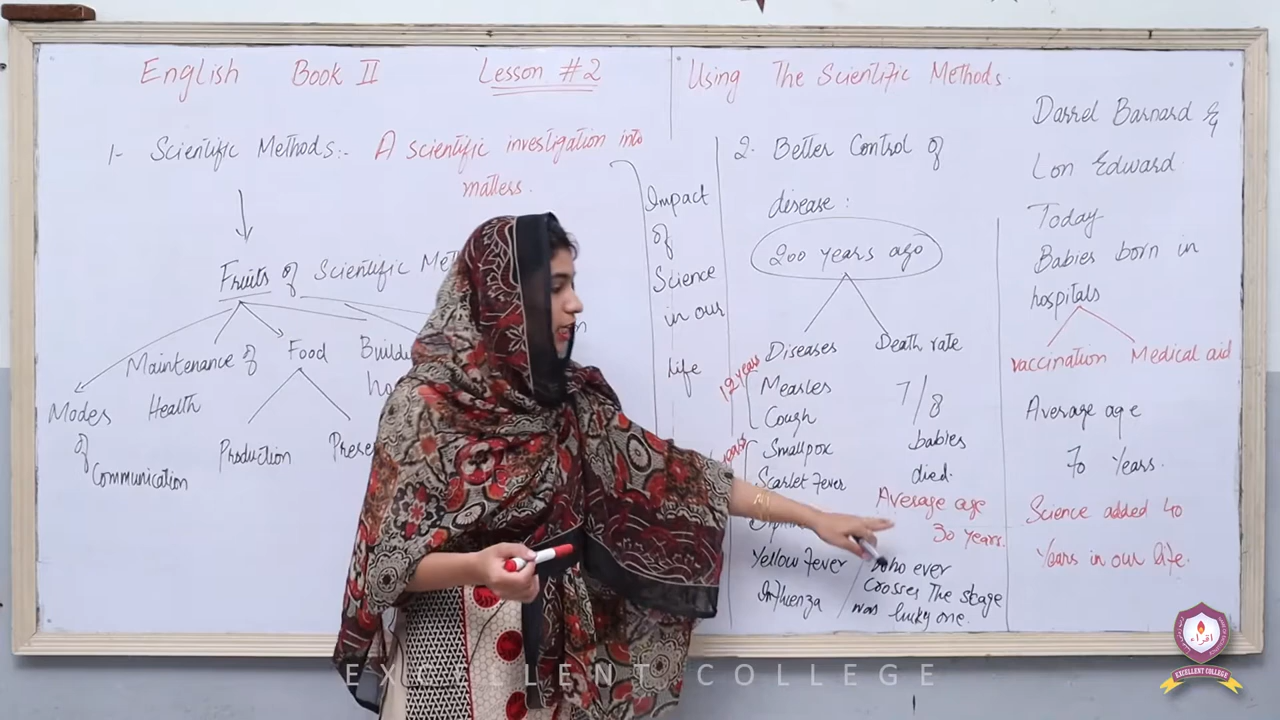 English Book II Lesson #2 Using The Scientific Methods.
1- Scientific Methods:- A scientific investigation into
matters.
Fruits of Scientific
Maintenance of
Health
Food
Modes
of
Communication
Production
Impact
of
Science
in our
life
2. Better Control of
disease :
200 years ago
Diseases
12 years
Measles
Cough
Smallpox
Scarlet Fever
Yellow Fever
Influenza
Death rate
7/8
babies
died.
Average age
30 years.
Who ever
Crosses The stage
was lucky one.
Darrel Barnard &
Lon Edward
Today
Babies born in
hospitals
vaccination Medical aid
Average age
70 Years.
Science added 40
Years in our life.
EXCELLENT COLLEGE
اقراء
EXCELLENT COLLEGE